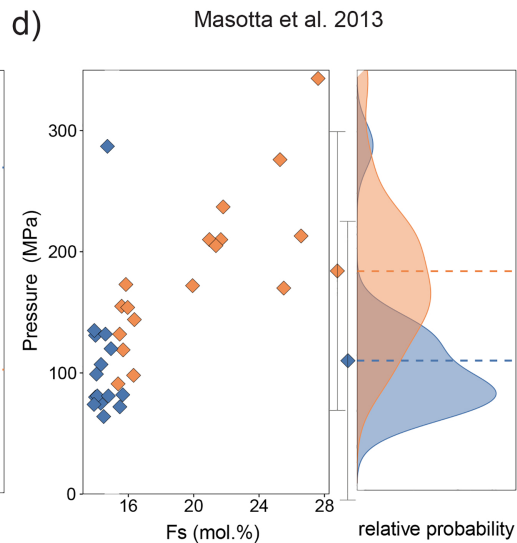 d)
Masotta et al. 2013
Pressure (MPa)
300
200
100
0
16
20
24
28
Fs (mol.%)
relative probability